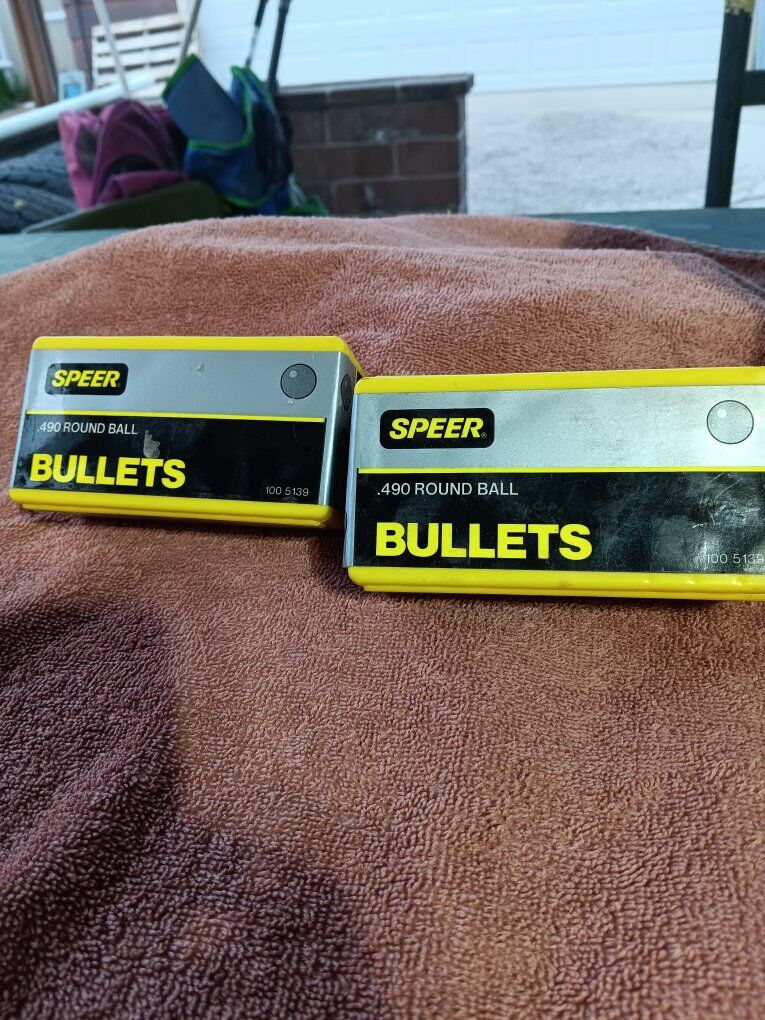 SPEER
.490 ROUND BALL
BULLETS
100 5139
SPEER®
.490 ROUND BALL
BULLETS
100 5139